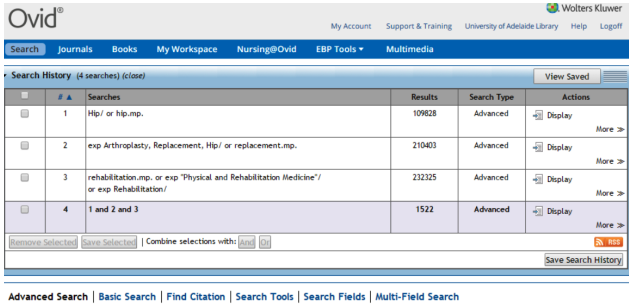 Ovid®
Wolters Kluwer
My Account Support & Training University of Adelaide Library Help Logoff
Search Journals Books My Workspace Nursing@Ovid EBP Tools ▼ Multimedia
▾ Search History (4 searches) (close) View Saved
# ▲ Searches Results Search Type Actions
1 Hip/ or hip.mp. 109828 Advanced Display
More ≫
2 exp Arthroplasty, Replacement, Hip/ or replacement.mp. 210403 Advanced Display
More ≫
3 rehabilitation.mp. or exp "Physical and Rehabilitation Medicine"/ 232325 Advanced Display
or exp Rehabilitation/
More ≫
4 1 and 2 and 3 1522 Advanced Display
More ≫
Remove Selected Save Selected | Combine selections with: And Or RSS
Save Search History
Advanced Search | Basic Search | Find Citation | Search Tools | Search Fields | Multi-Field Search